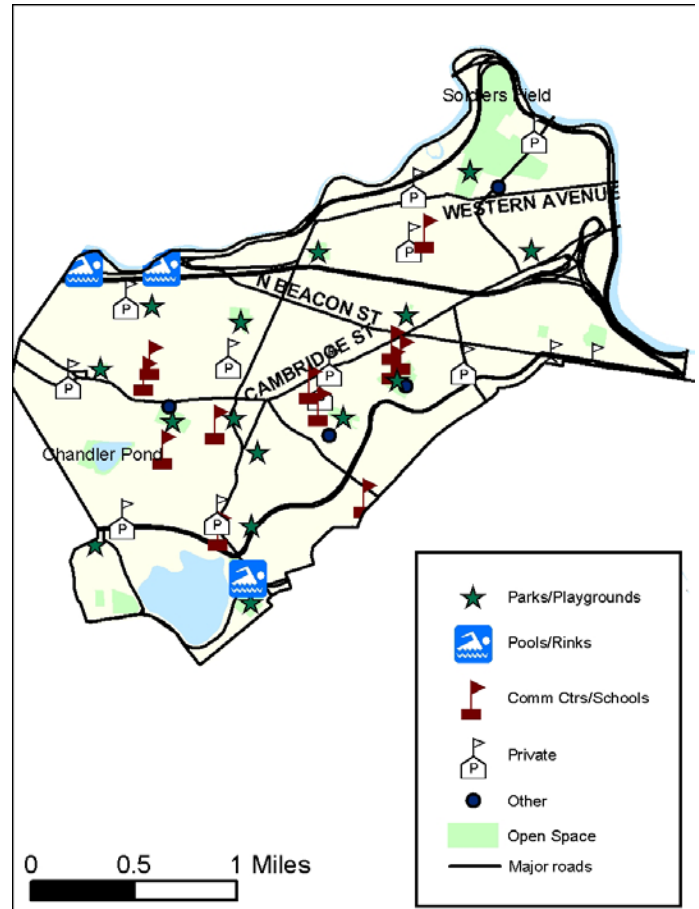 Soldiers Field
P
P
WESTERN AVENUE
P
N BEACON ST
P
CAMBRIDGE ST
P
P
P
P
P
Chandler Pond
P
P
Parks/Playgrounds
Pools/Rinks
Comm Ctrs/Schools
P
Private
Other
Open Space
Major roads
0 0.5 1 Miles